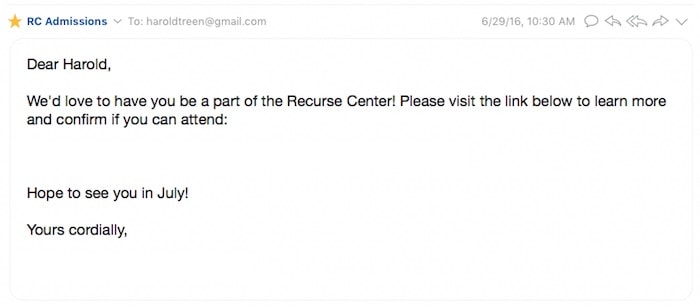 RC Admissions To: haroldtreen@gmail.com 6/29/16, 10:30 AM
Dear Harold,
We'd love to have you be a part of the Recurse Center! Please visit the link below to learn more
and confirm if you can attend:
Hope to see you in July!
Yours cordially,